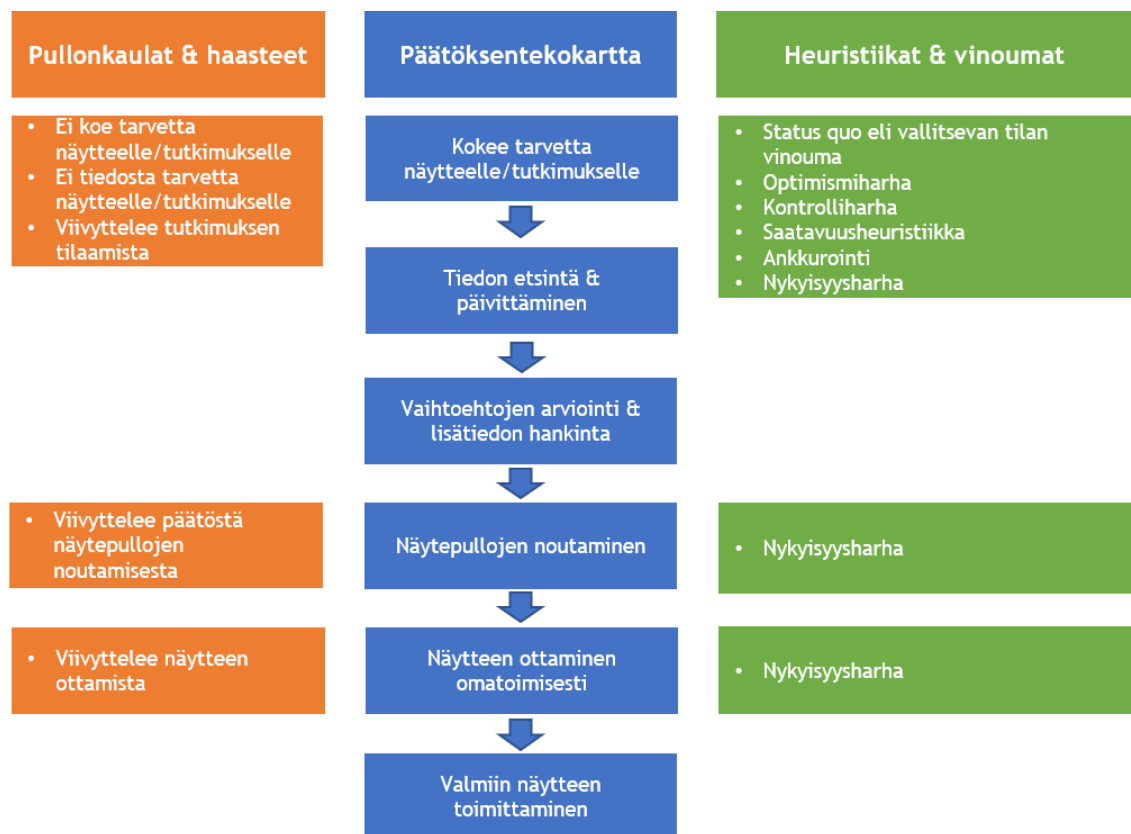 Pullonkaulat & haasteet
Päätöksentekokartta
Heuristiikat & vinoumat
• Ei koe tarvetta
näytteelle/tutkimukselle
• Ei tiedosta tarvetta
näytteelle/tutkimukselle
• Viivyttelee tutkimuksen
tilaamista
Kokee tarvetta
näytteelle/tutkimukselle
• Status quo eli vallitsevan tilan
vinouma
• Optimismiharha
• Kontrolliharha
• Saatavuusheuristiikka
• Ankkurointi
• Nykyisyysharha
Tiedon etsintä &
päivittäminen
Vaihtoehtojen arviointi &
lisätiedon hankinta
• Viivyttelee päätöstä
näytepullojen
noutamisesta
Näytepullojen noutaminen
• Nykyisyysharha
• Viivyttelee näytteen
ottamista
Näytteen ottaminen
omatoimisesti
• Nykyisyysharha
Valmiin näytteen
toimittaminen